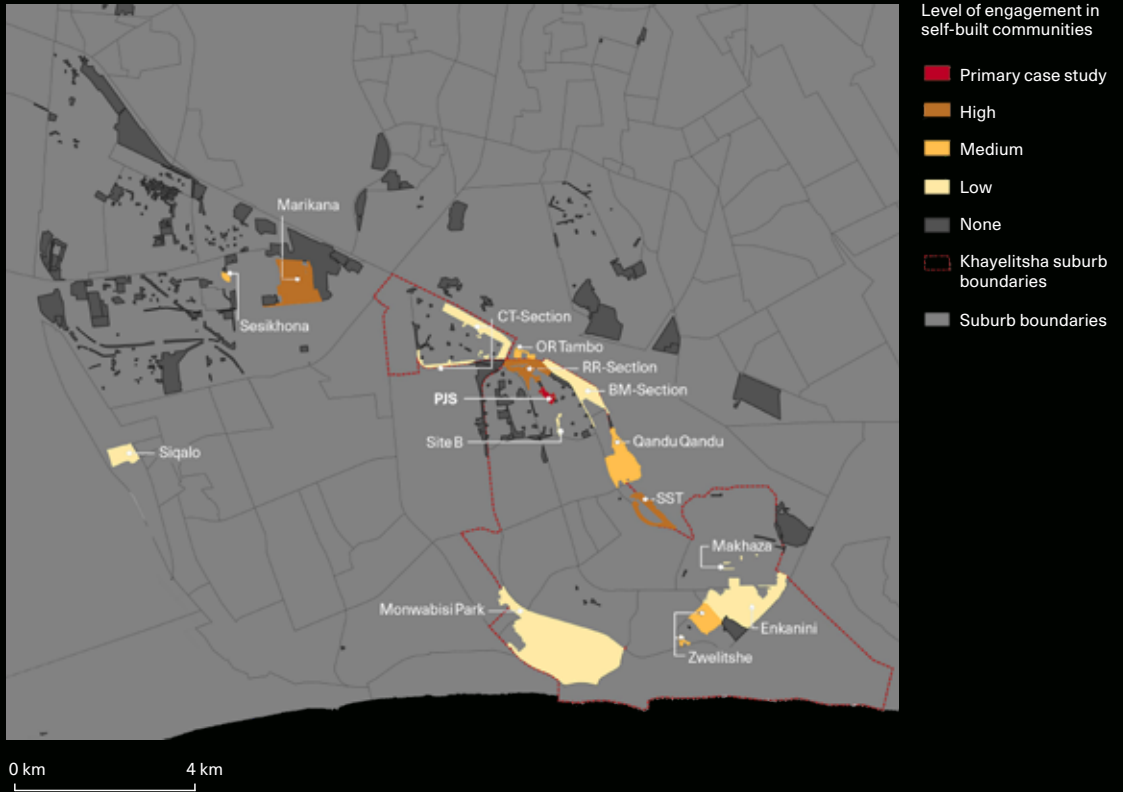 Level of engagement in
self-built communities
Primary case study
High
Medium
Low
None
Khayelitsha suburb
boundaries
Suburb boundaries
Marikana
Sesikhona
CT-Section
OR Tambo
RR-Section
BM-Section
PJS
Site B
Qandu Qandu
Siqalo
SST
Makhaza
Monwabisi Park
Enkanini
Zwelitshe
0 km 4 km